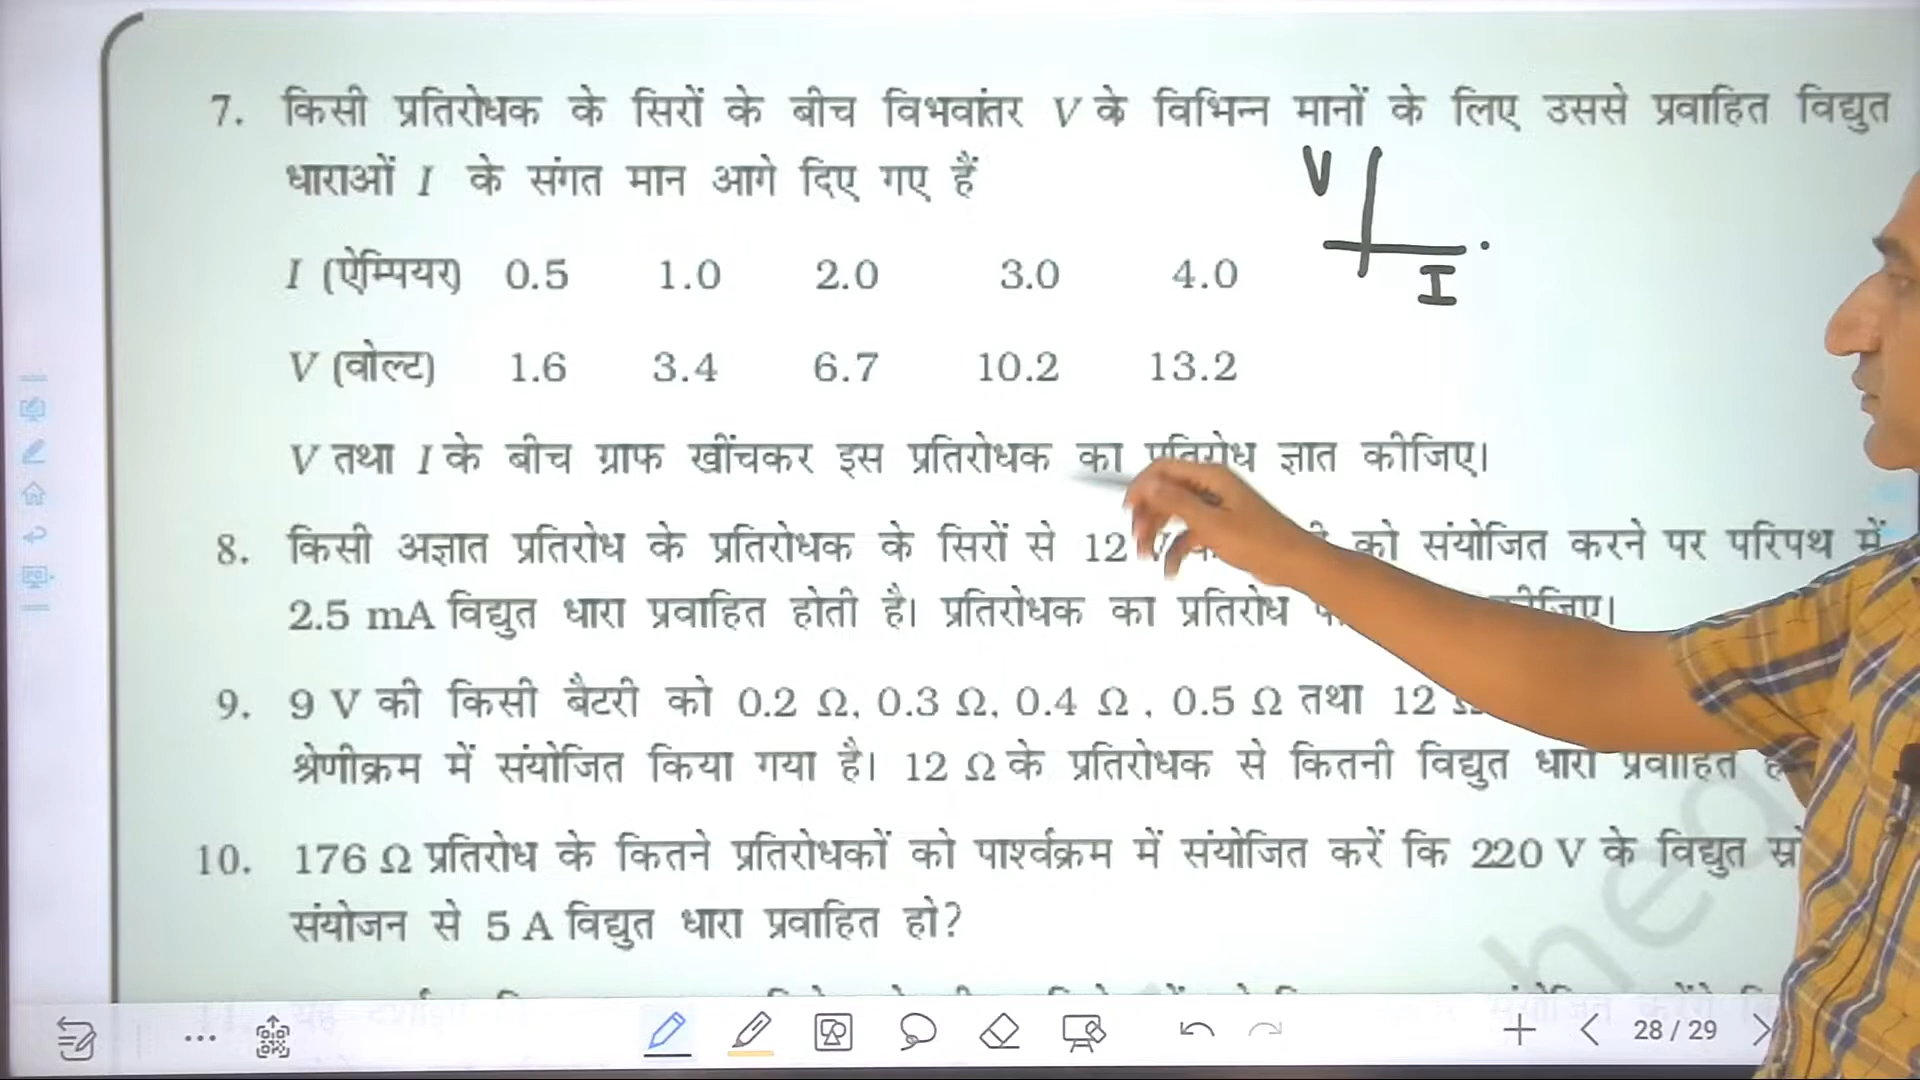 7. किसी प्रतिरोधक के सिरों के बीच विभवांतर V के विभिन्न मानों के लिए उससे प्रवाहित विद्युत
धाराओं I के संगत मान आगे दिए गए हैं
V
I
I (ऐम्पियर) 0.5 1.0 2.0 3.0 4.0
V (वोल्ट) 1.6 3.4 6.7 10.2 13.2
V तथा I के बीच ग्राफ खींचकर इस प्रतिरोधक का प्रतिरोध ज्ञात कीजिए।
8. किसी अज्ञात प्रतिरोध के प्रतिरोधक के सिरों से 12 को संयोजित करने पर परिपथ में
2.5 mA विद्युत धारा प्रवाहित होती है। प्रतिरोधक का प्रतिरोध कीजिए।
9. 9 V की किसी बैटरी को 0.2 Ω, 0.3 Ω, 0.4 Ω , 0.5 Ω तथा 12
श्रेणीक्रम में संयोजित किया गया है। 12 Ω के प्रतिरोधक से कितनी विद्युत धारा प्रवाहित
10. 176 Ω प्रतिरोध के कितने प्रतिरोधकों को पार्श्वक्रम में संयोजित करें कि 220 V के विद्युत
संयोजन से 5 A विद्युत धारा प्रवाहित हो?
28 / 29